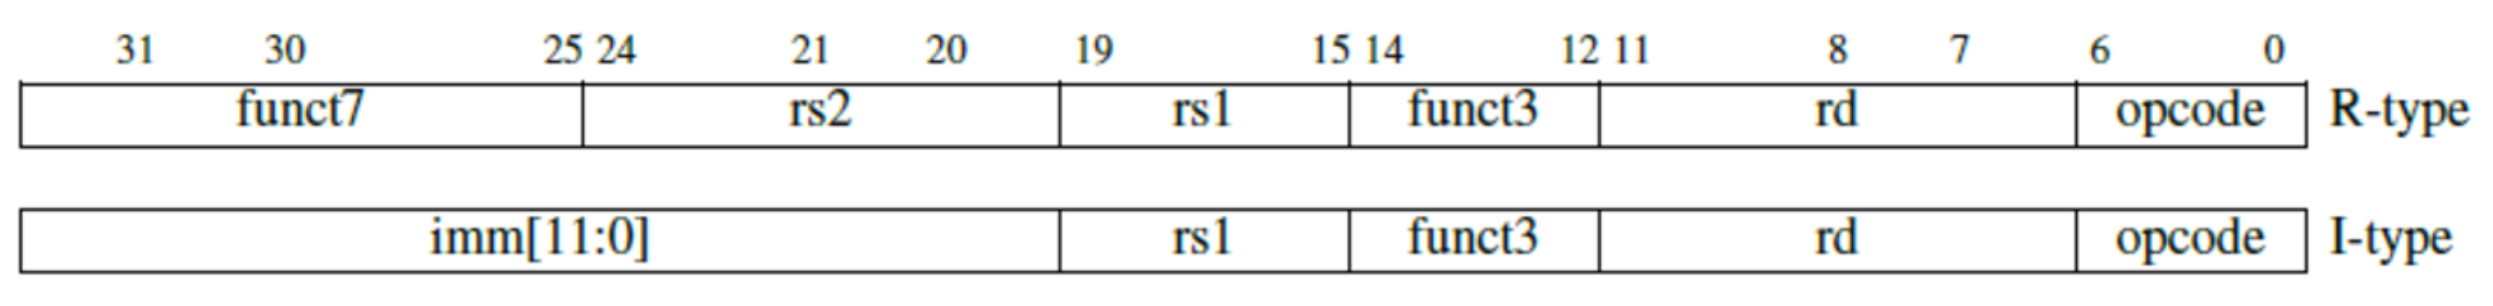 31 30 25 24 21 20 19 15 14 12 11 8 7 6 0
funct7 rs2 rs1 funct3 rd opcode R-type
imm[11:0] rs1 funct3 rd opcode I-type